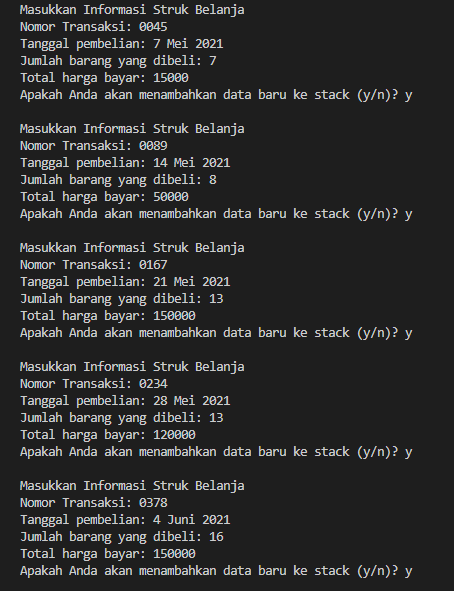 Masukkan Informasi Struk Belanja
Nomor Transaksi: 0045
Tanggal pembelian: 7 Mei 2021
Jumlah barang yang dibeli: 7
Total harga bayar: 15000
Apakah Anda akan menambahkan data baru ke stack (y/n)? y
Masukkan Informasi Struk Belanja
Nomor Transaksi: 0089
Tanggal pembelian: 14 Mei 2021
Jumlah barang yang dibeli: 8
Total harga bayar: 50000
Apakah Anda akan menambahkan data baru ke stack (y/n)? y
Masukkan Informasi Struk Belanja
Nomor Transaksi: 0167
Tanggal pembelian: 21 Mei 2021
Jumlah barang yang dibeli: 13
Total harga bayar: 150000
Apakah Anda akan menambahkan data baru ke stack (y/n)? y
Masukkan Informasi Struk Belanja
Nomor Transaksi: 0234
Tanggal pembelian: 28 Mei 2021
Jumlah barang yang dibeli: 13
Total harga bayar: 120000
Apakah Anda akan menambahkan data baru ke stack (y/n)? y
Masukkan Informasi Struk Belanja
Nomor Transaksi: 0378
Tanggal pembelian: 4 Juni 2021
Jumlah barang yang dibeli: 16
Total harga bayar: 150000
Apakah Anda akan menambahkan data baru ke stack (y/n)? y